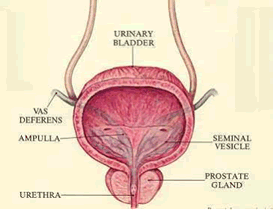 URINARY
BLADDER
VAS
DEFERENS
AMPULLA
SEMINAL
VESICLE
PROSTATE
GLAND
URETHRA